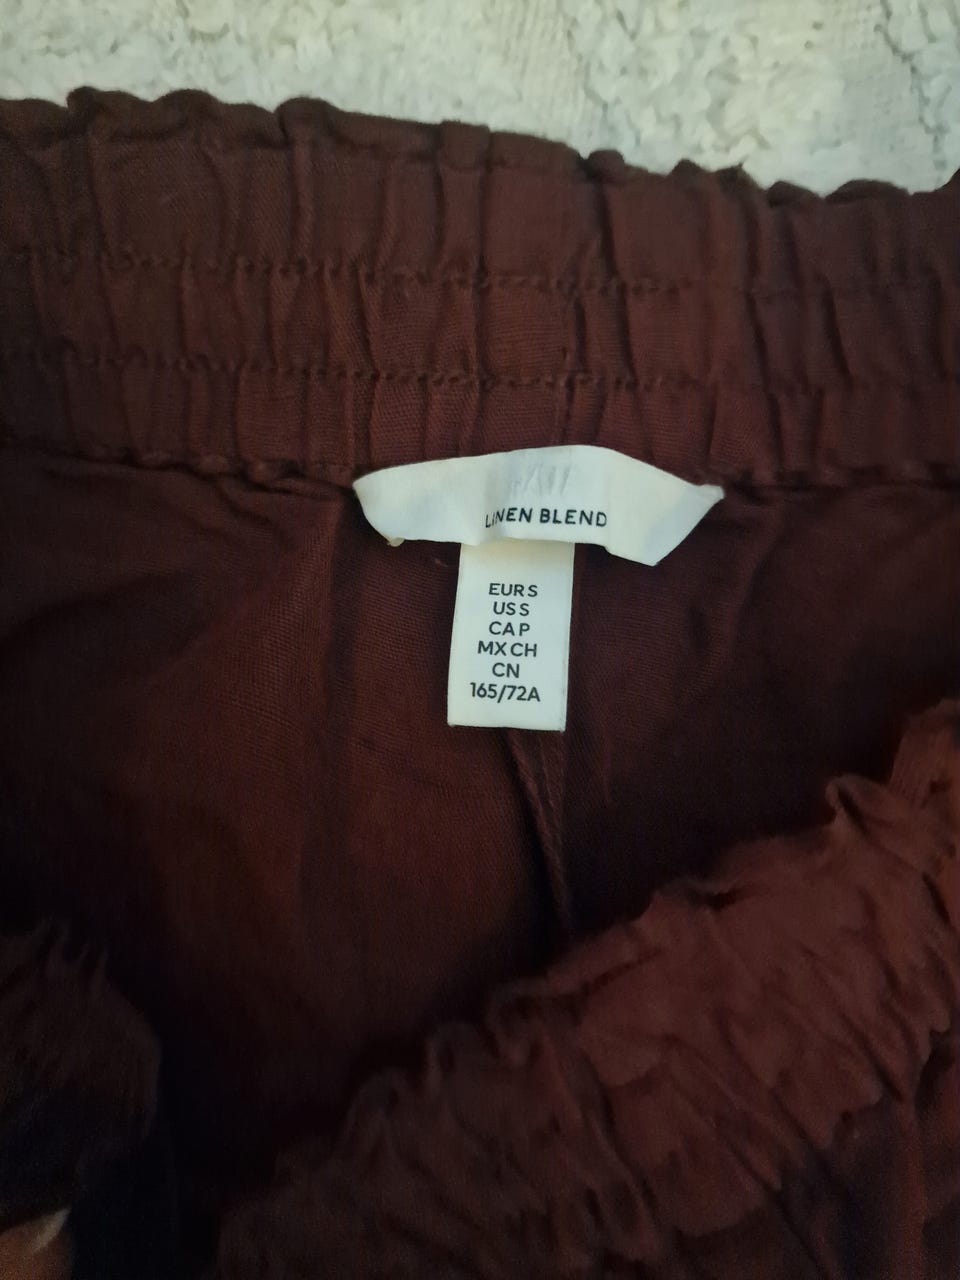 LINEN BLEND
EUR S
US S
CA P
MX CH
CN
165/72A